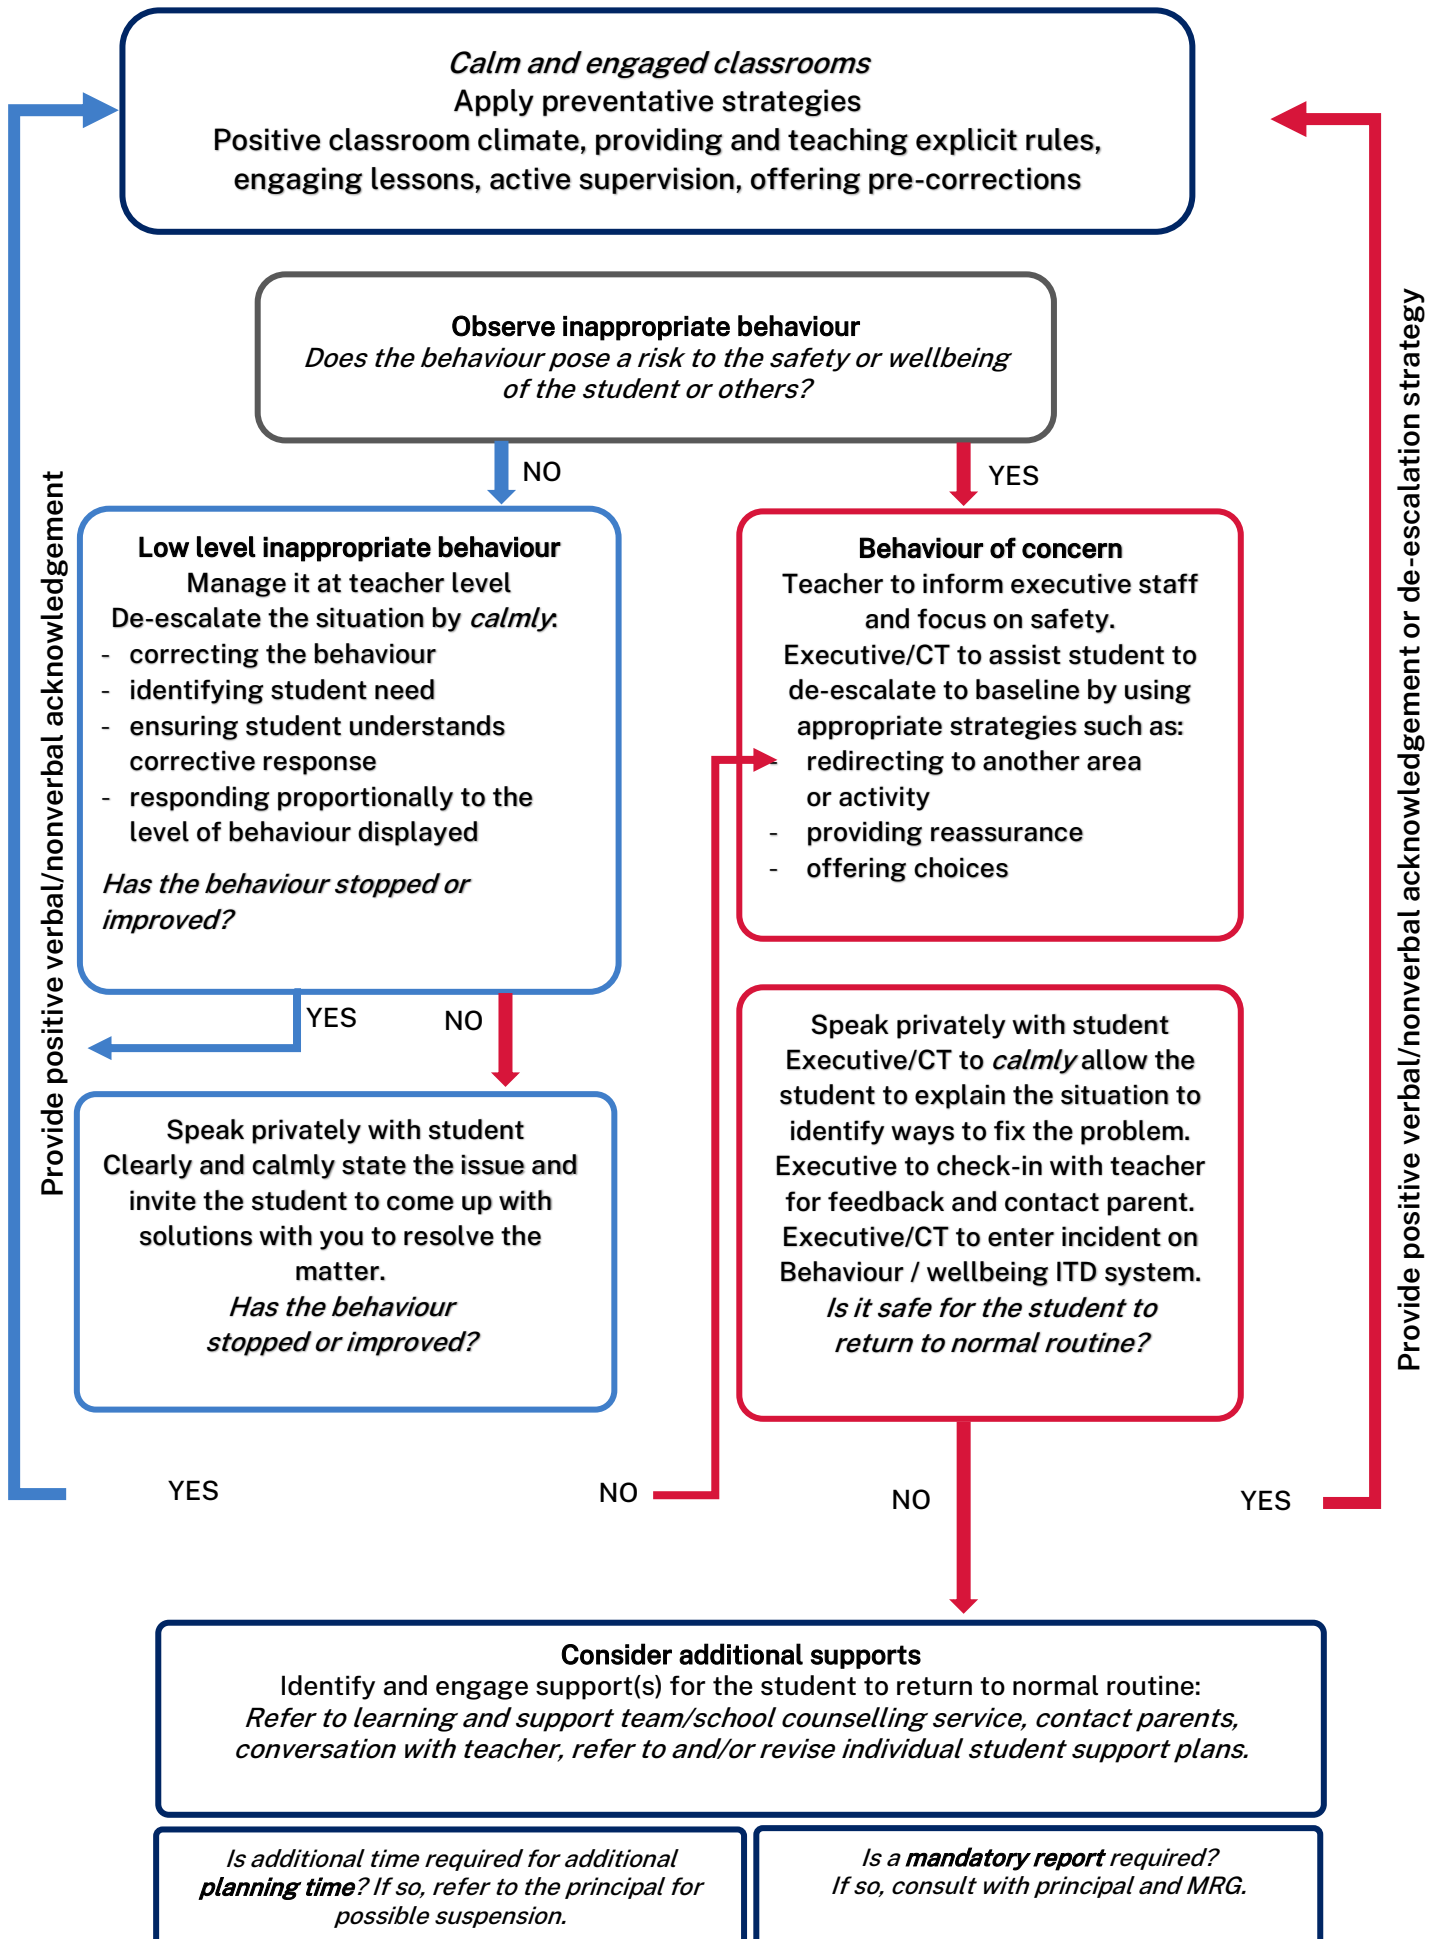 Calm and engaged classrooms
Apply preventative strategies
Positive classroom climate, providing and teaching explicit rules,
engaging lessons, active supervision, offering pre-corrections
Observe inappropriate behaviour
Does the behaviour pose a risk to the safety or wellbeing
of the student or others?
NO
YES
Provide positive verbal/nonverbal acknowledgement
Low level inappropriate behaviour
Manage it at teacher level
De-escalate the situation by calmly:
- correcting the behaviour
- identifying student need
- ensuring student understands
corrective response
- responding proportionally to the
level of behaviour displayed
Has the behaviour stopped or
improved?
YES
NO
Speak privately with student
Clearly and calmly state the issue and
invite the student to come up with
solutions with you to resolve the
matter.
Has the behaviour
stopped or improved?
YES
NO
Behaviour of concern
Teacher to inform executive staff
and focus on safety.
Executive/CT to assist student to
de-escalate to baseline by using
appropriate strategies such as:
- redirecting to another area
or activity
- providing reassurance
- offering choices
Speak privately with student
Executive/CT to calmly allow the
student to explain the situation to
identify ways to fix the problem.
Executive to check-in with teacher
for feedback and contact parent.
Executive/CT to enter incident on
Behaviour / wellbeing ITD system.
Is it safe for the student to
return to normal routine?
NO
YES
Provide positive verbal/nonverbal acknowledgement or de-escalation strategy
Consider additional supports
Identify and engage support(s) for the student to return to normal routine:
Refer to learning and support team/school counselling service, contact parents,
conversation with teacher, refer to and/or revise individual student support plans.
Is additional time required for additional
planning time? If so, refer to the principal for
possible suspension.
Is a mandatory report required?
If so, consult with principal and MRG.